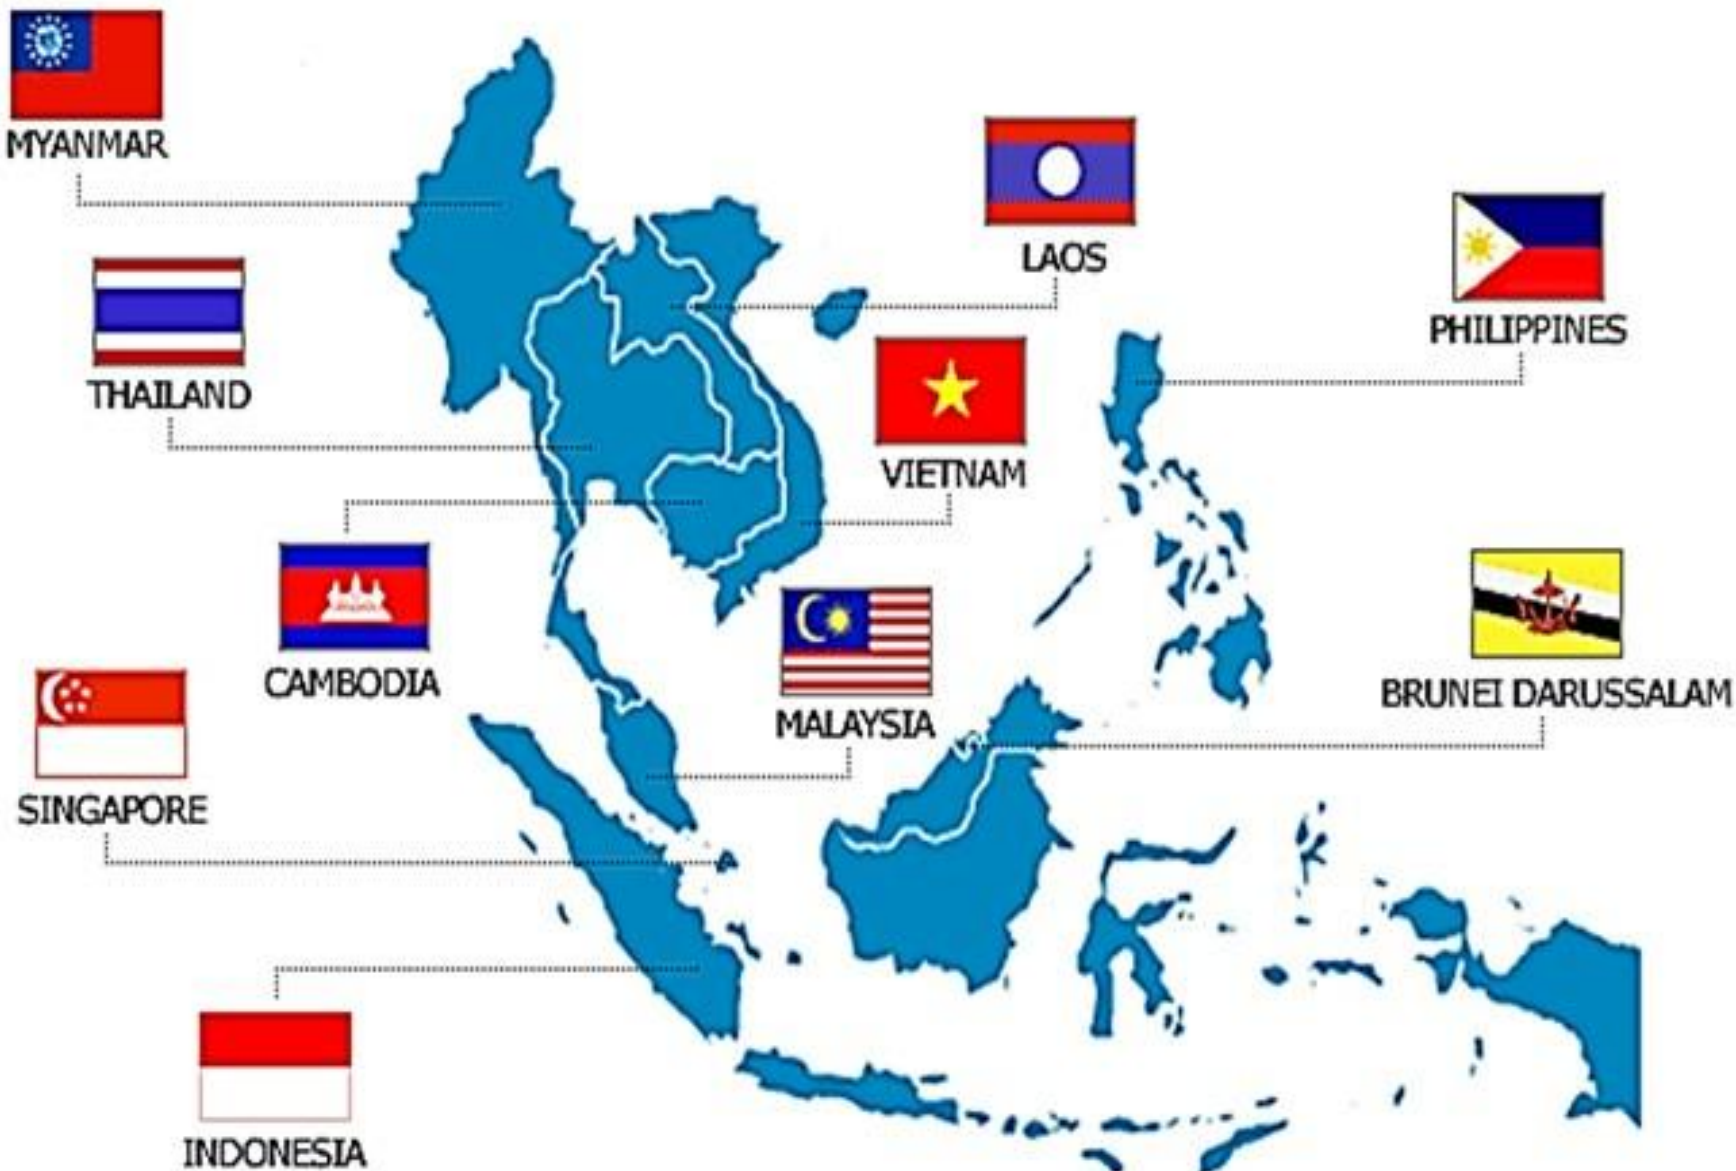 MYANMAR
LAOS
PHILIPPINES
THAILAND
VIETNAM
CAMBODIA
BRUNEI DARUSSALAM
MALAYSIA
SINGAPORE
INDONESIA